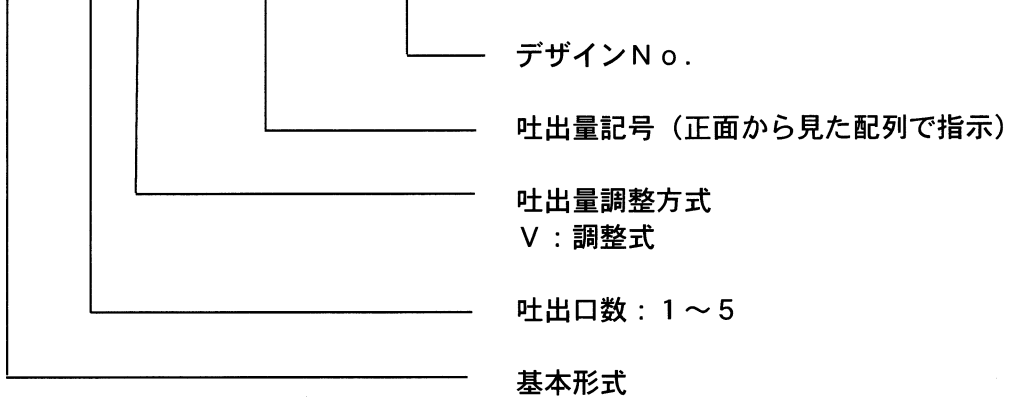 デザインＮｏ．
吐出量記号（正面から見た配列で指示）
吐出量調整方式
Ｖ：調整式
吐出口数：１～５
基本形式